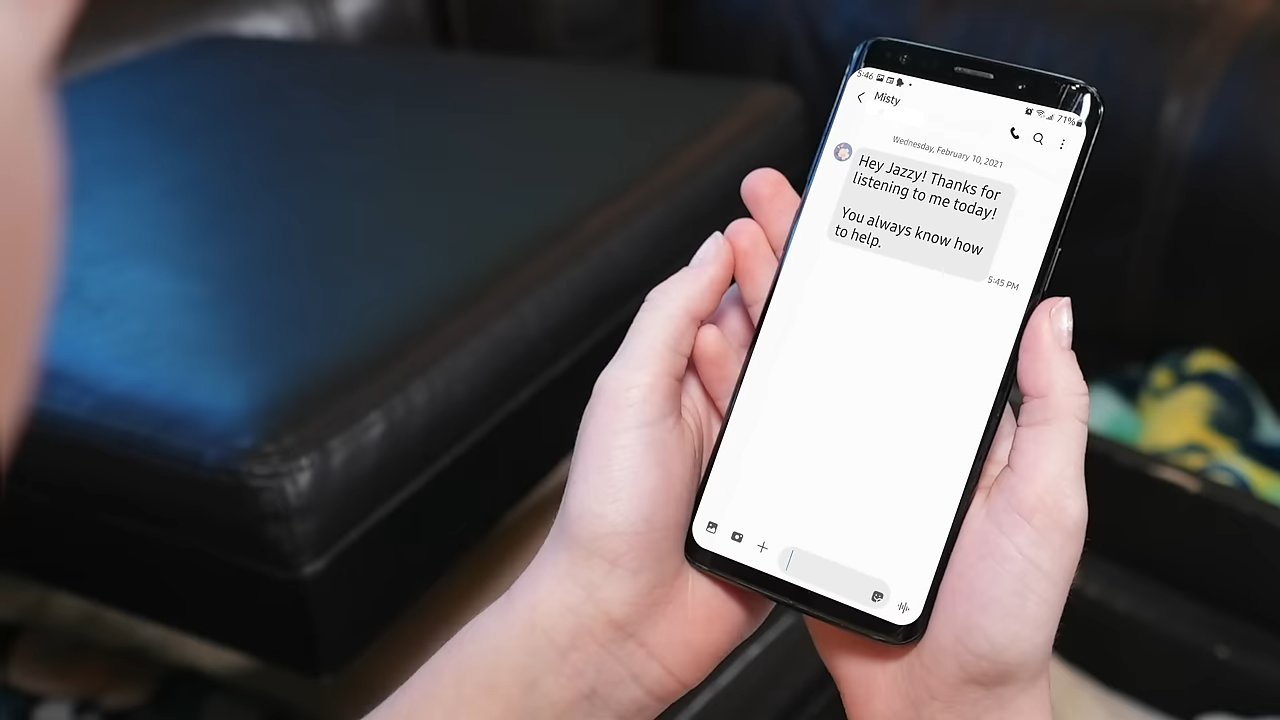 5:46
71%
Misty
Wednesday, February 10, 2021
Hey Jazzy! Thanks for
listening to me today!
You always know how
to help.
5:45 PM